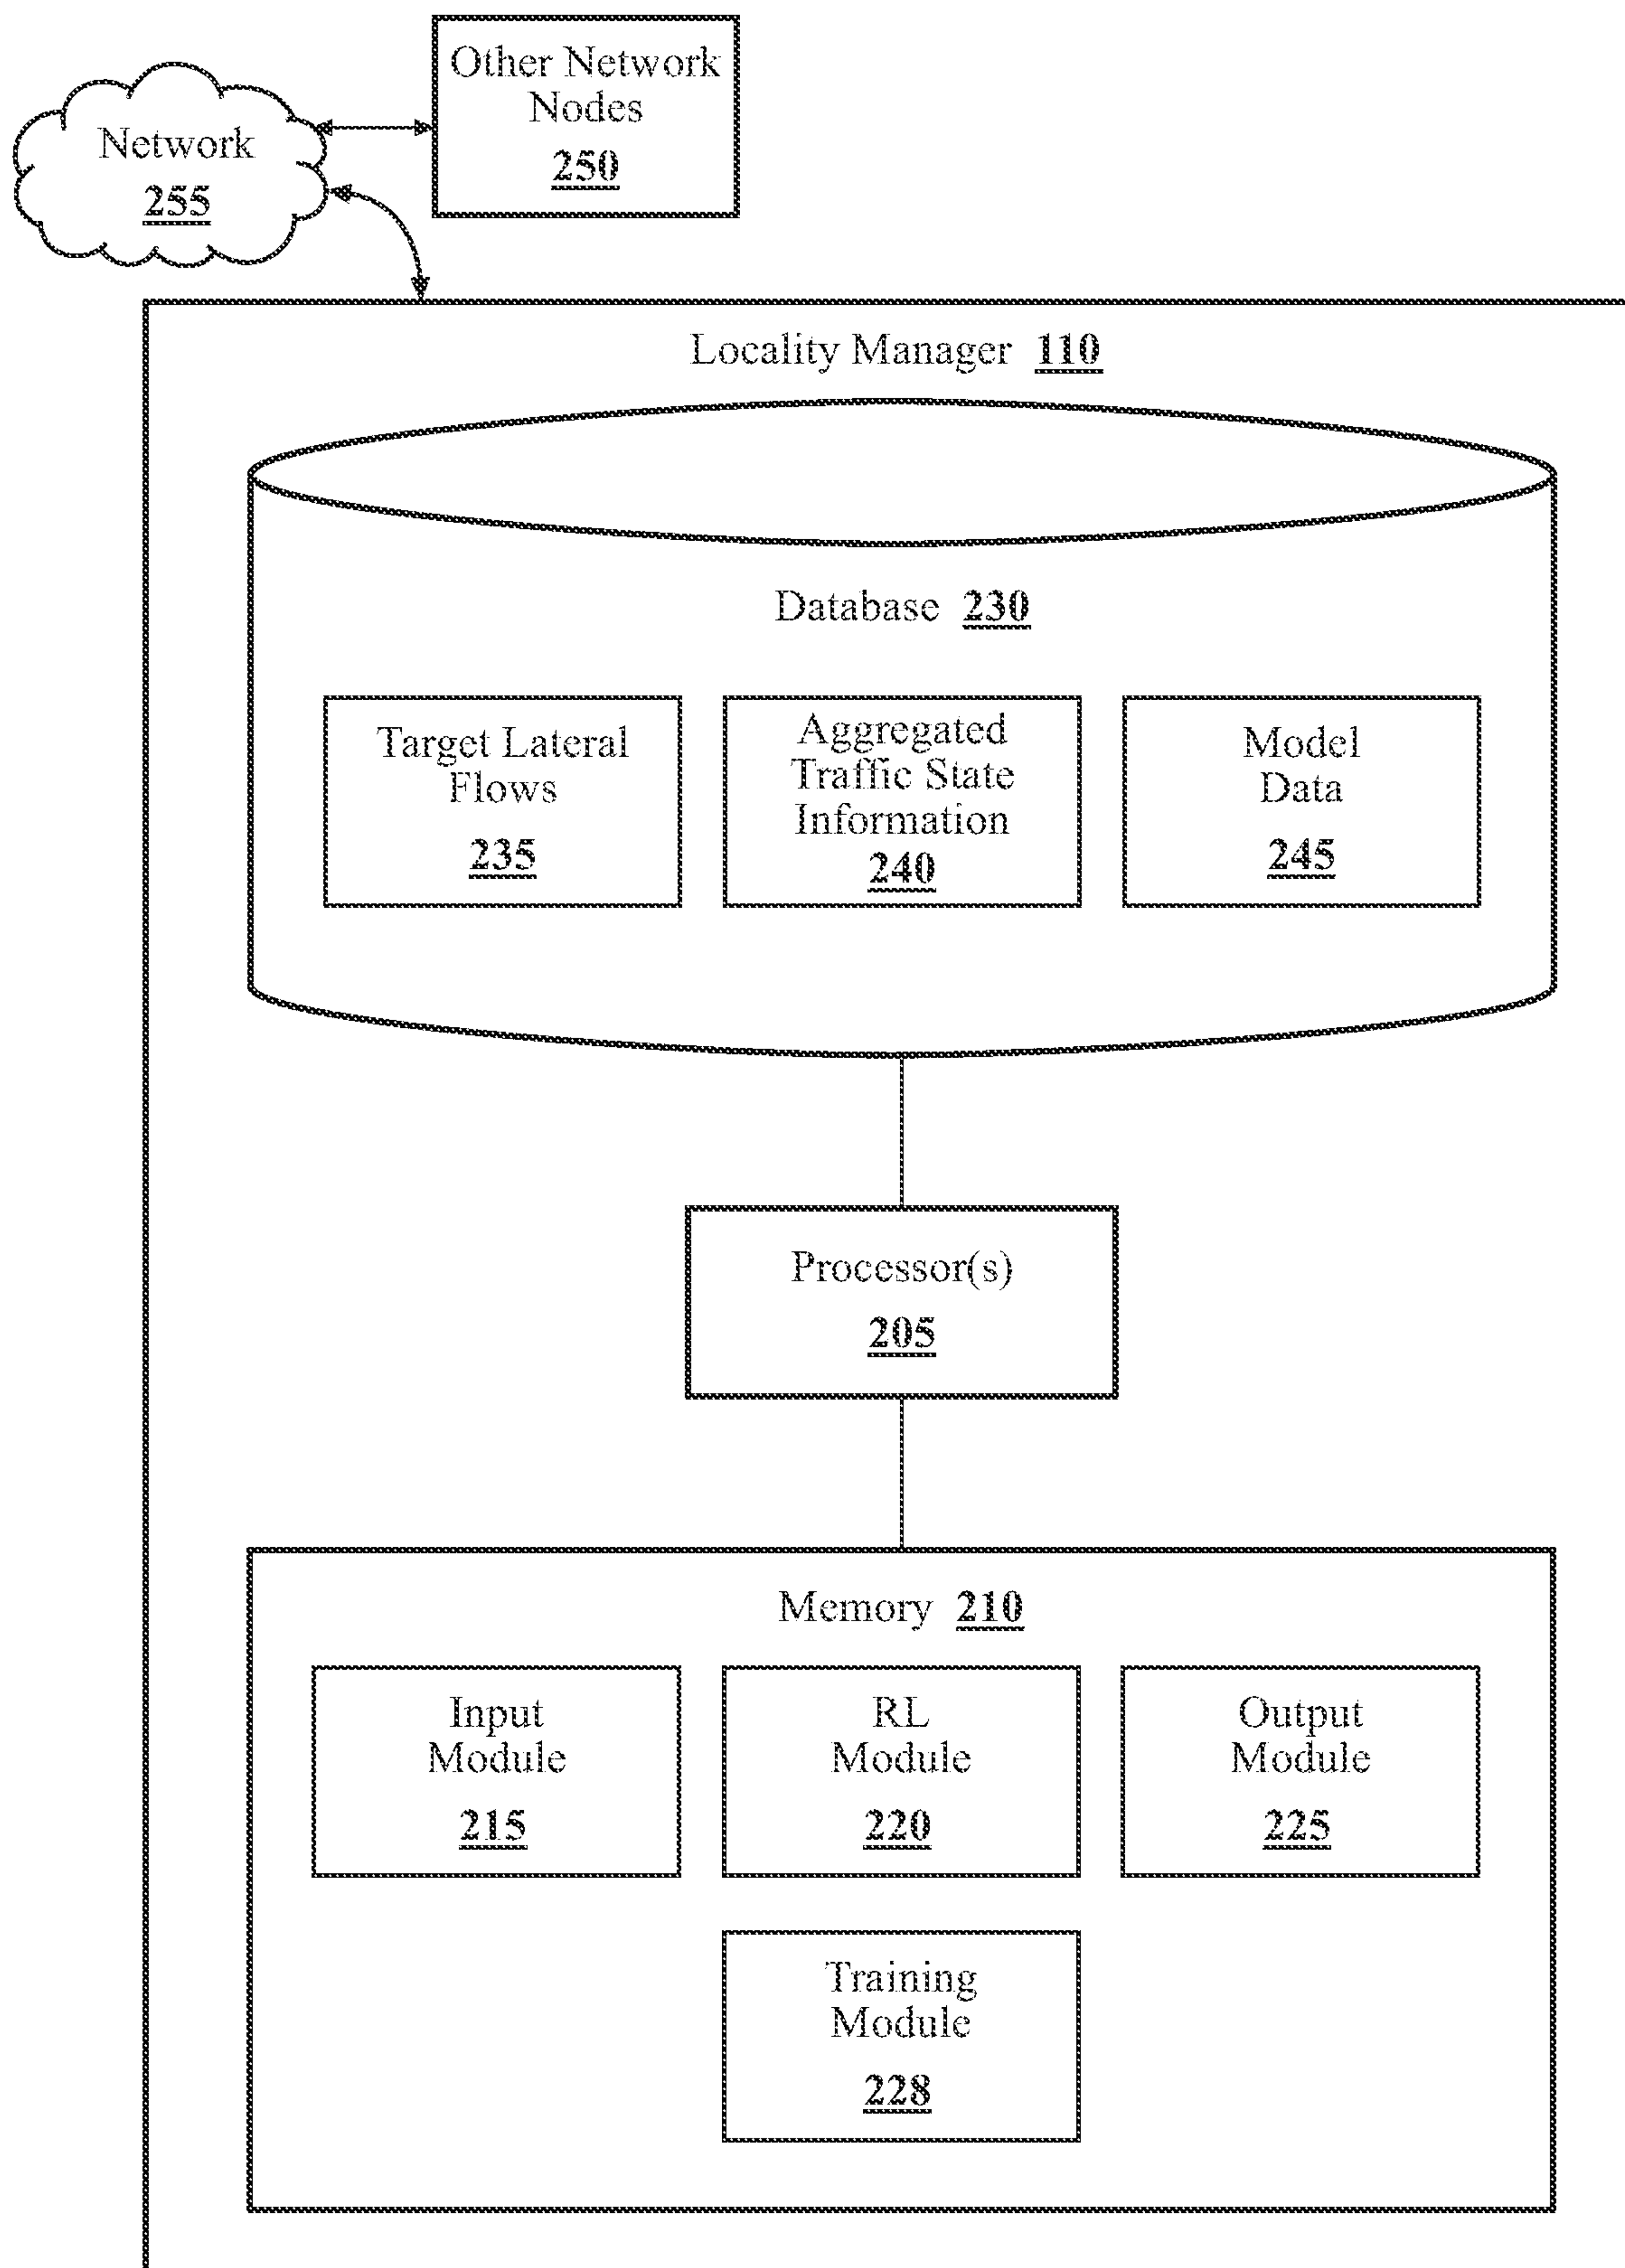 Other Network
Nodes
250
Network
255
Locality Manager 110
Database 230
Target Lateral
Flows
235
Aggregated
Traffic State
Information
240
Model
Data
245
Processor(s)
205
Memory 210
Input
Module
215
RL
Module
220
Output
Module
225
Training
Module
228